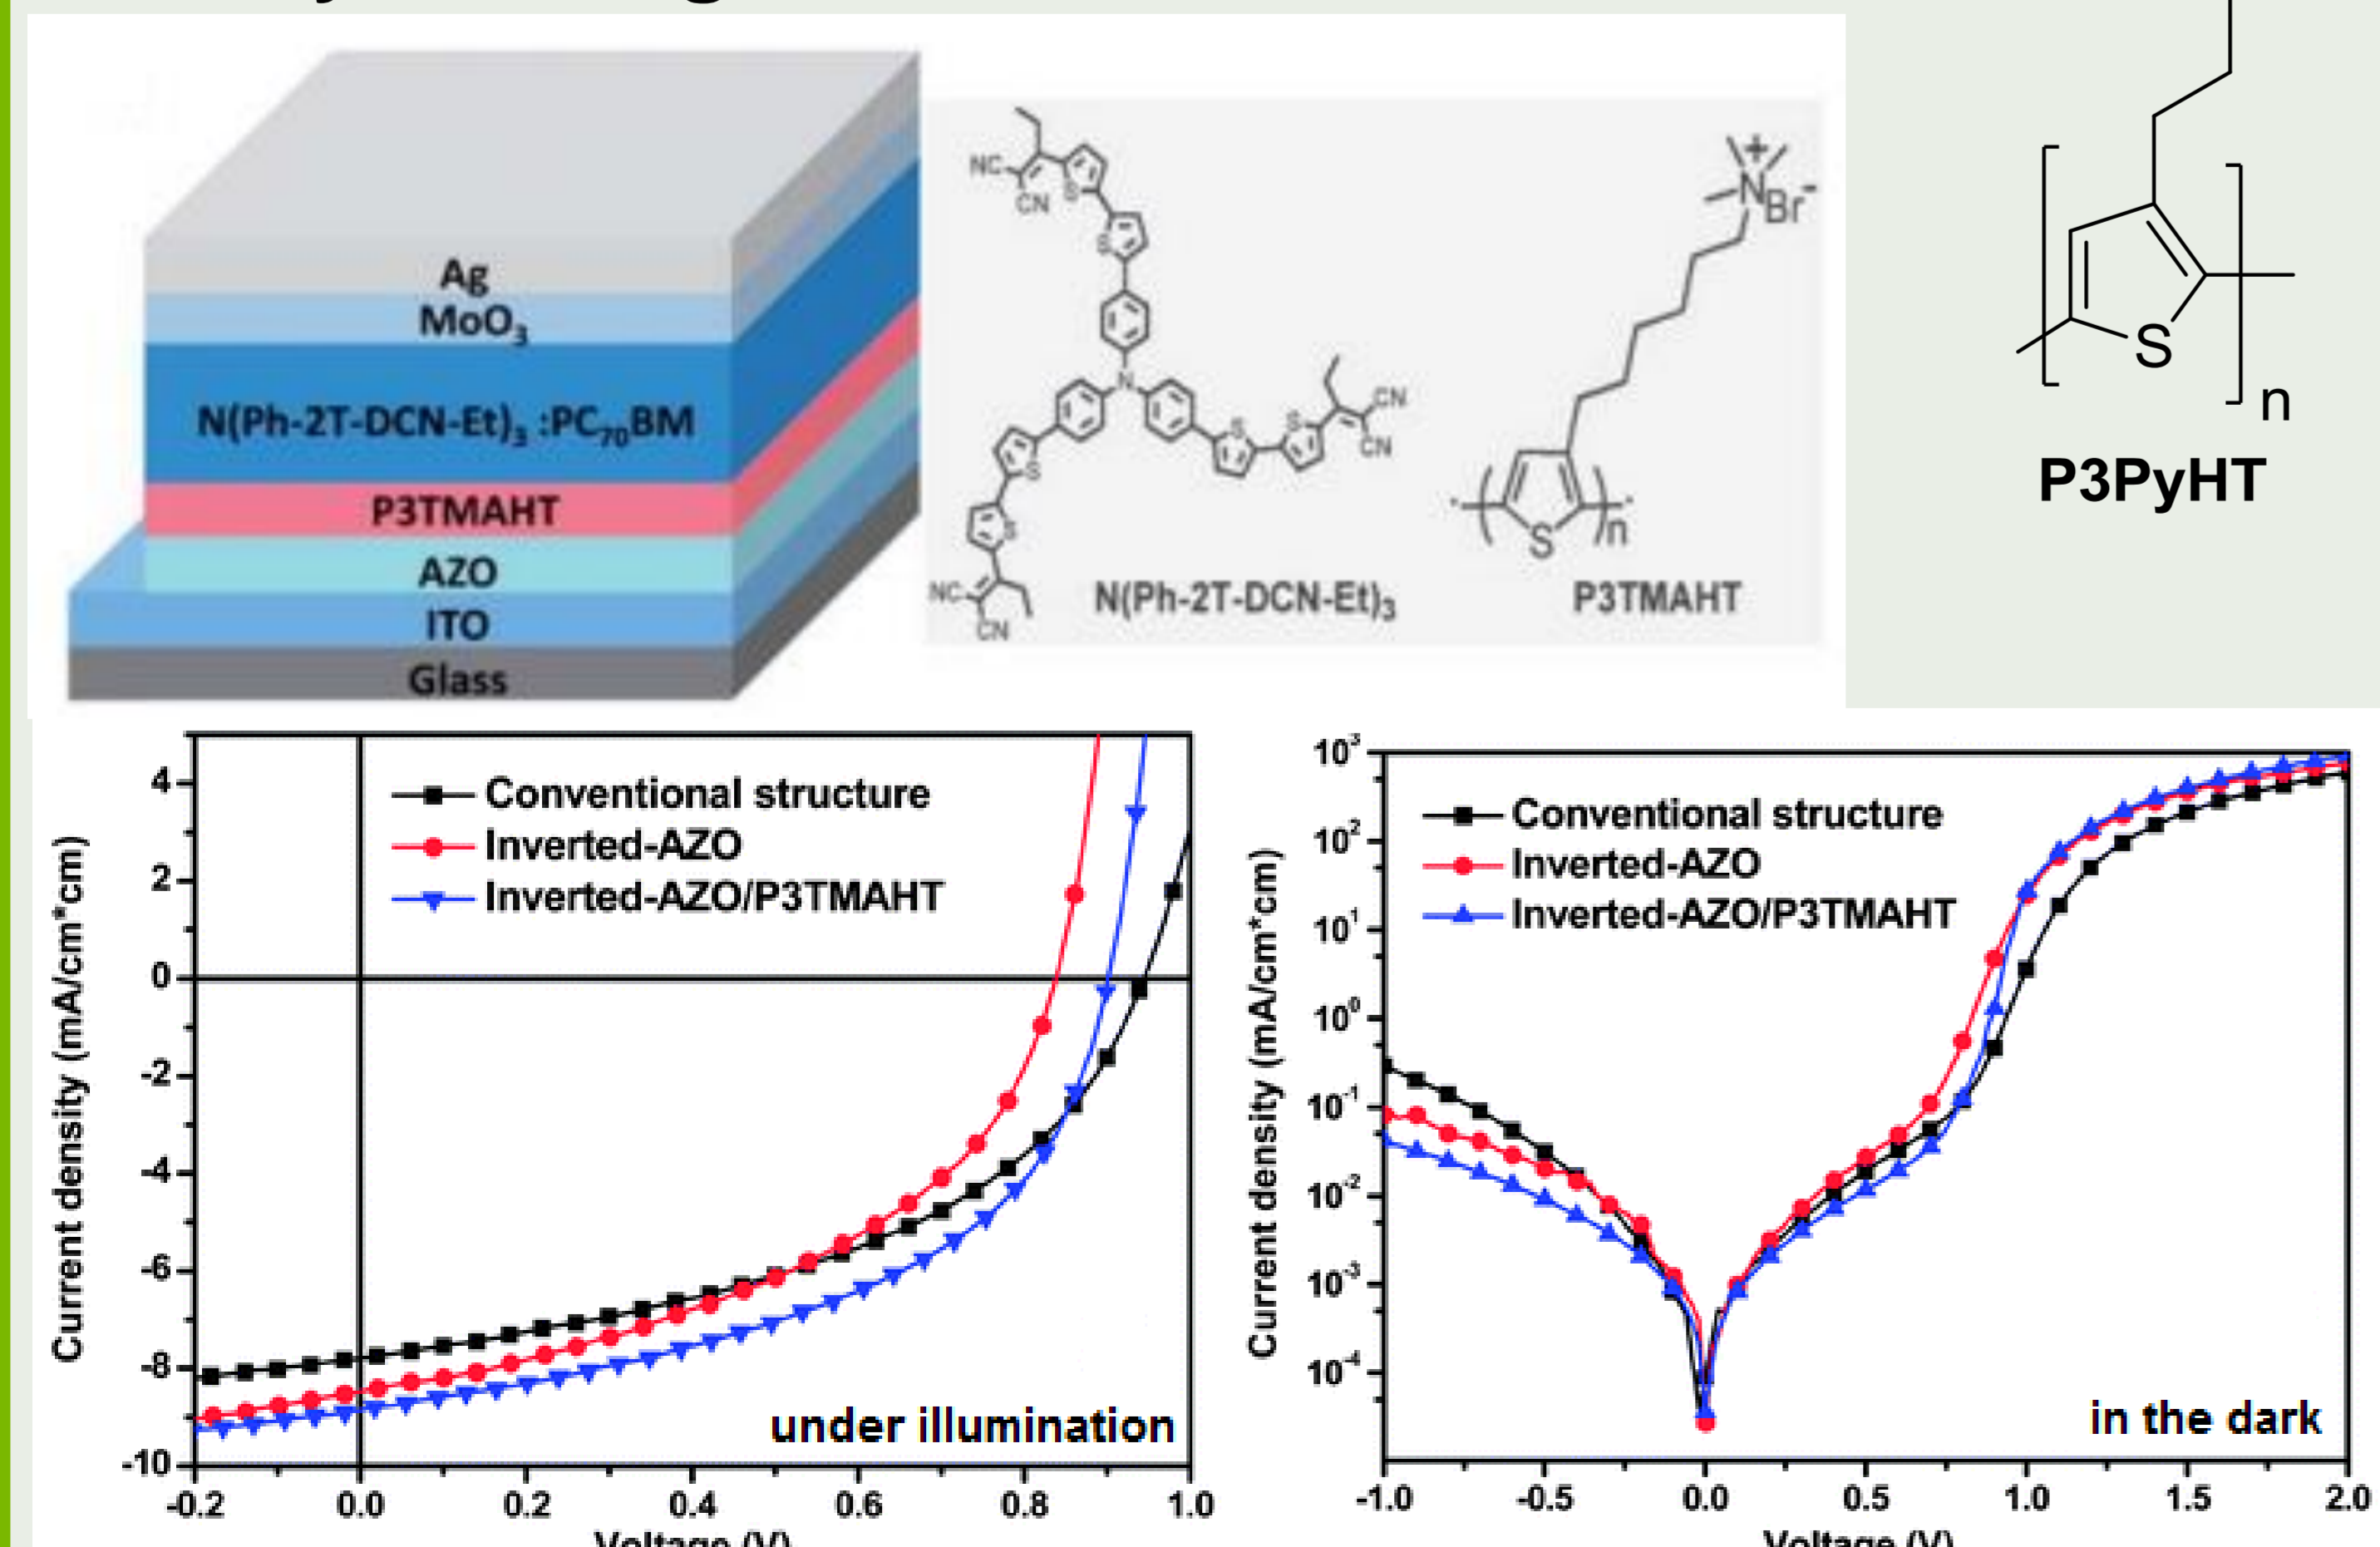 Ag
MoO₃
N(Ph-2T-DCN-Et)₃ :PC₇₀BM
P3TMAHT
AZO
ITO
Glass
NC
CN
S
S
N
S
S
CN
CN
S
S
NC
CN
N(Ph-2T-DCN-Et)₃
N⁺
Br⁻
S
n
P3TMAHT
S
n
P3PyHT
Current density (mA/cm*cm)
4
2
0
-2
-4
-6
-8
-10
-0.2 0.0 0.2 0.4 0.6 0.8 1.0
Voltage (V)
Conventional structure
Inverted-AZO
Inverted-AZO/P3TMAHT
under illumination
Current density (mA/cm*cm)
10³
10²
10¹
10⁰
10⁻¹
10⁻²
10⁻³
10⁻⁴
-1.0 -0.5 0.0 0.5 1.0 1.5 2.0
Voltage (V)
Conventional structure
Inverted-AZO
Inverted-AZO/P3TMAHT
in the dark